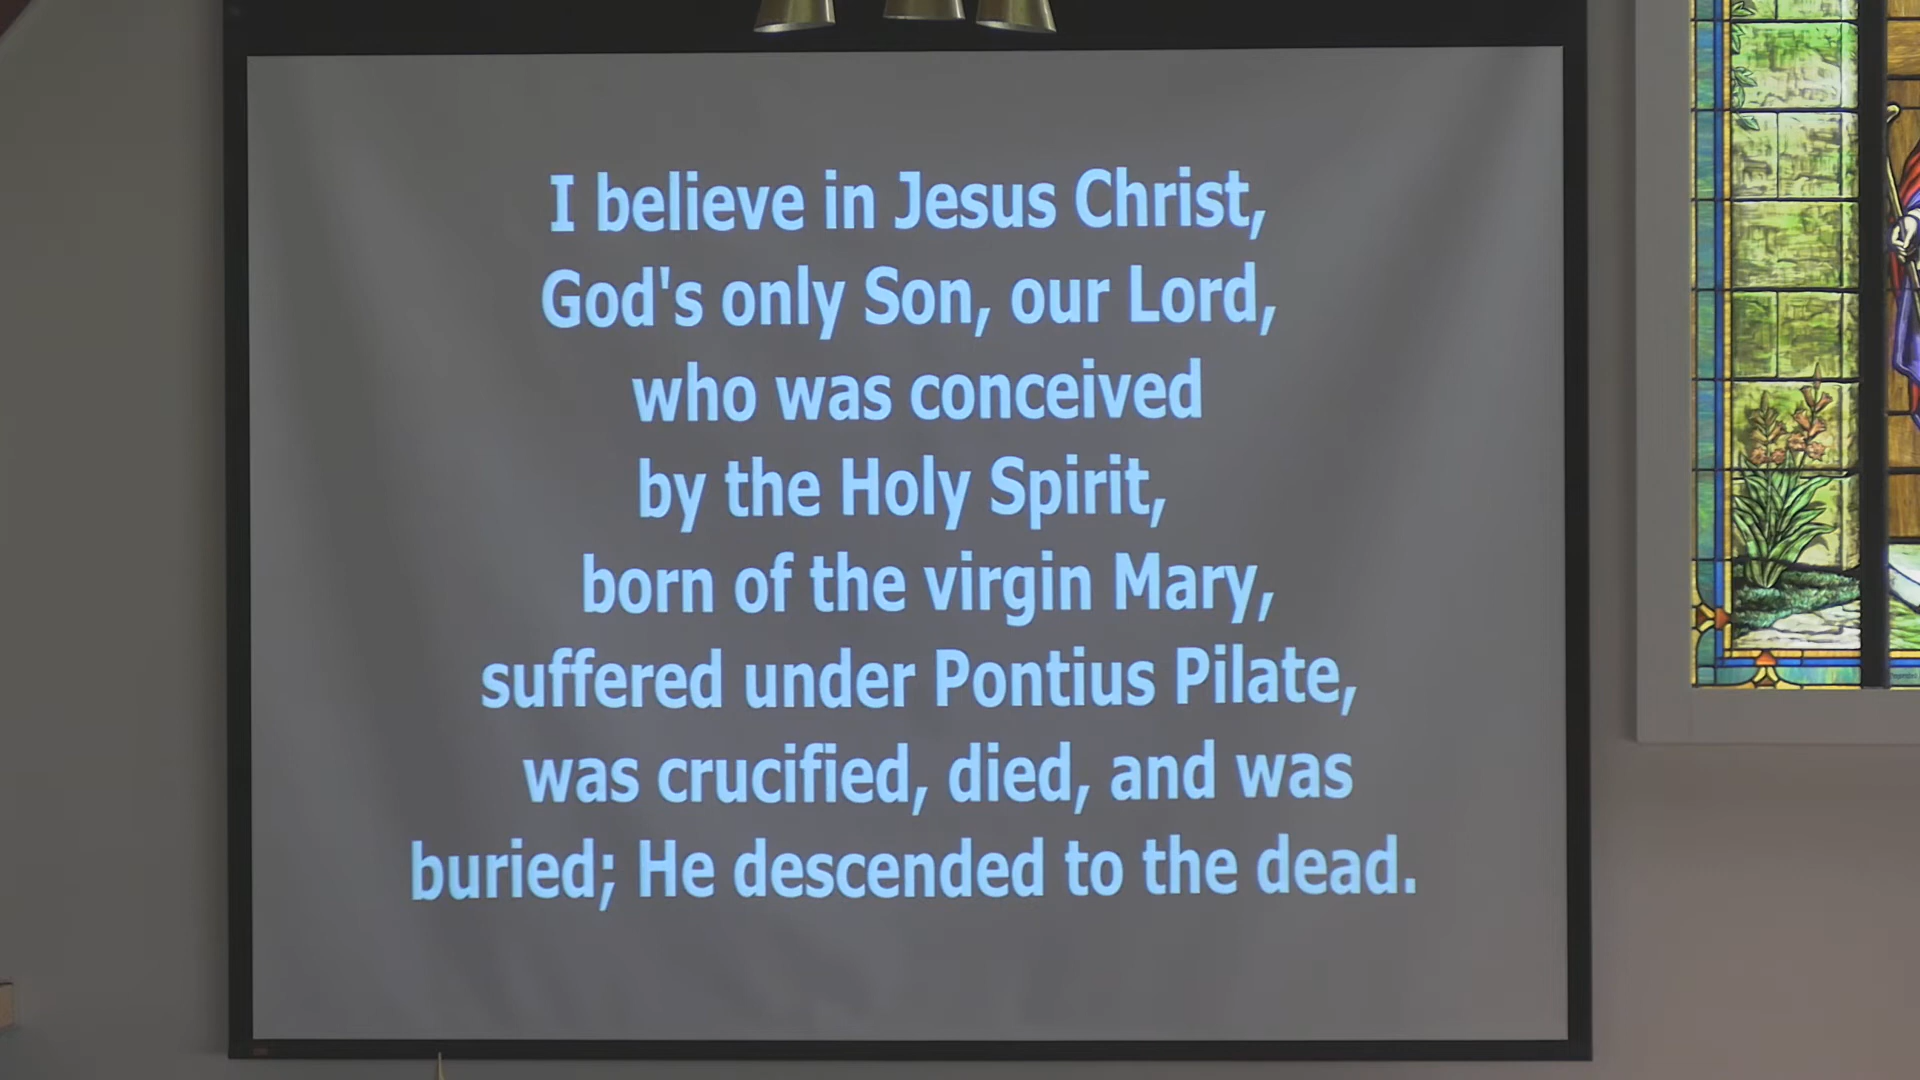 I believe in Jesus Christ,
God's only Son, our Lord,
who was conceived
by the Holy Spirit,
born of the virgin Mary,
suffered under Pontius Pilate,
was crucified, died, and was
buried; He descended to the dead.